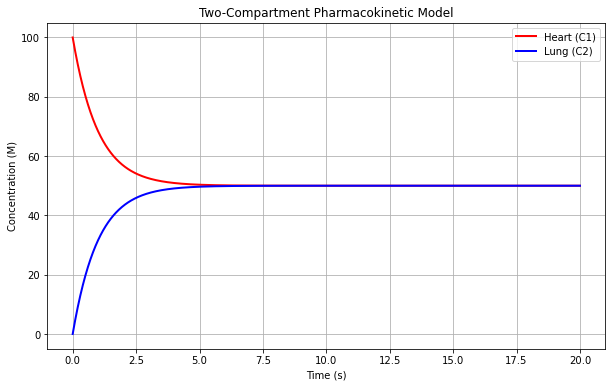 Two-Compartment Pharmacokinetic Model
Heart (C1)
Lung (C2)
100
80
60
40
20
0
Concentration (M)
0.0 2.5 5.0 7.5 10.0 12.5 15.0 17.5 20.0
Time (s)